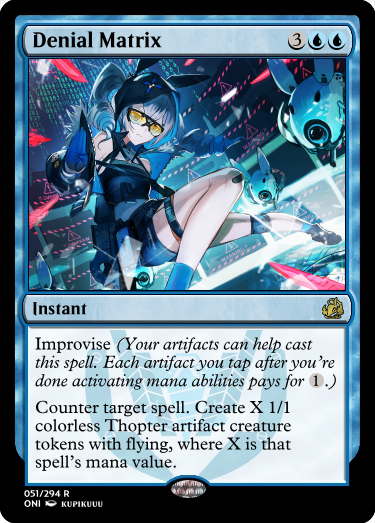 Denial Matrix 3
Instant
Improvise (Your artifacts can help cast
this spell. Each artifact you tap after you're
done activating mana abilities pays for 1.)
Counter target spell. Create X 1/1
colorless Thopter artifact creature
tokens with flying, where X is that
spell's mana value.
051/294 R
ONI KUPIKUUU